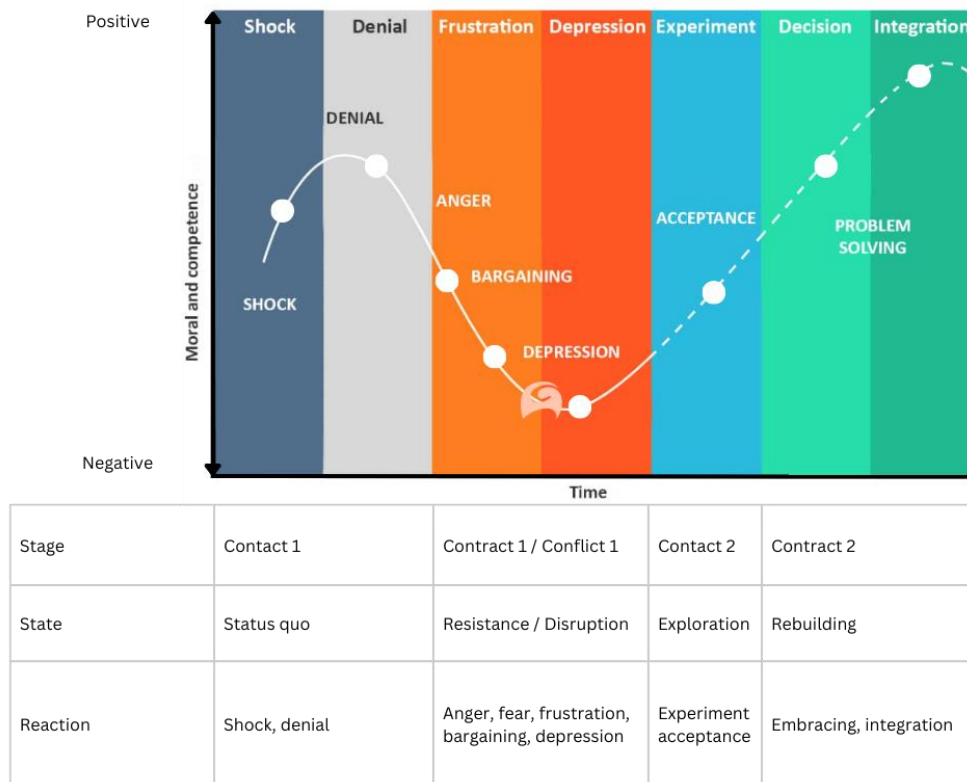 Positive
Shock Denial Frustration Depression Experiment Decision Integration
DENIAL
ANGER
ACCEPTANCE
PROBLEM
SOLVING
BARGAINING
SHOCK
DEPRESSION
Moral and competence
Negative
Time
Stage Contact 1 Contract 1 / Conflict 1 Contact 2 Contract 2
State Status quo Resistance / Disruption Exploration Rebuilding
Reaction Shock, denial Anger, fear, frustration,
bargaining, depression Experiment
acceptance Embracing, integration